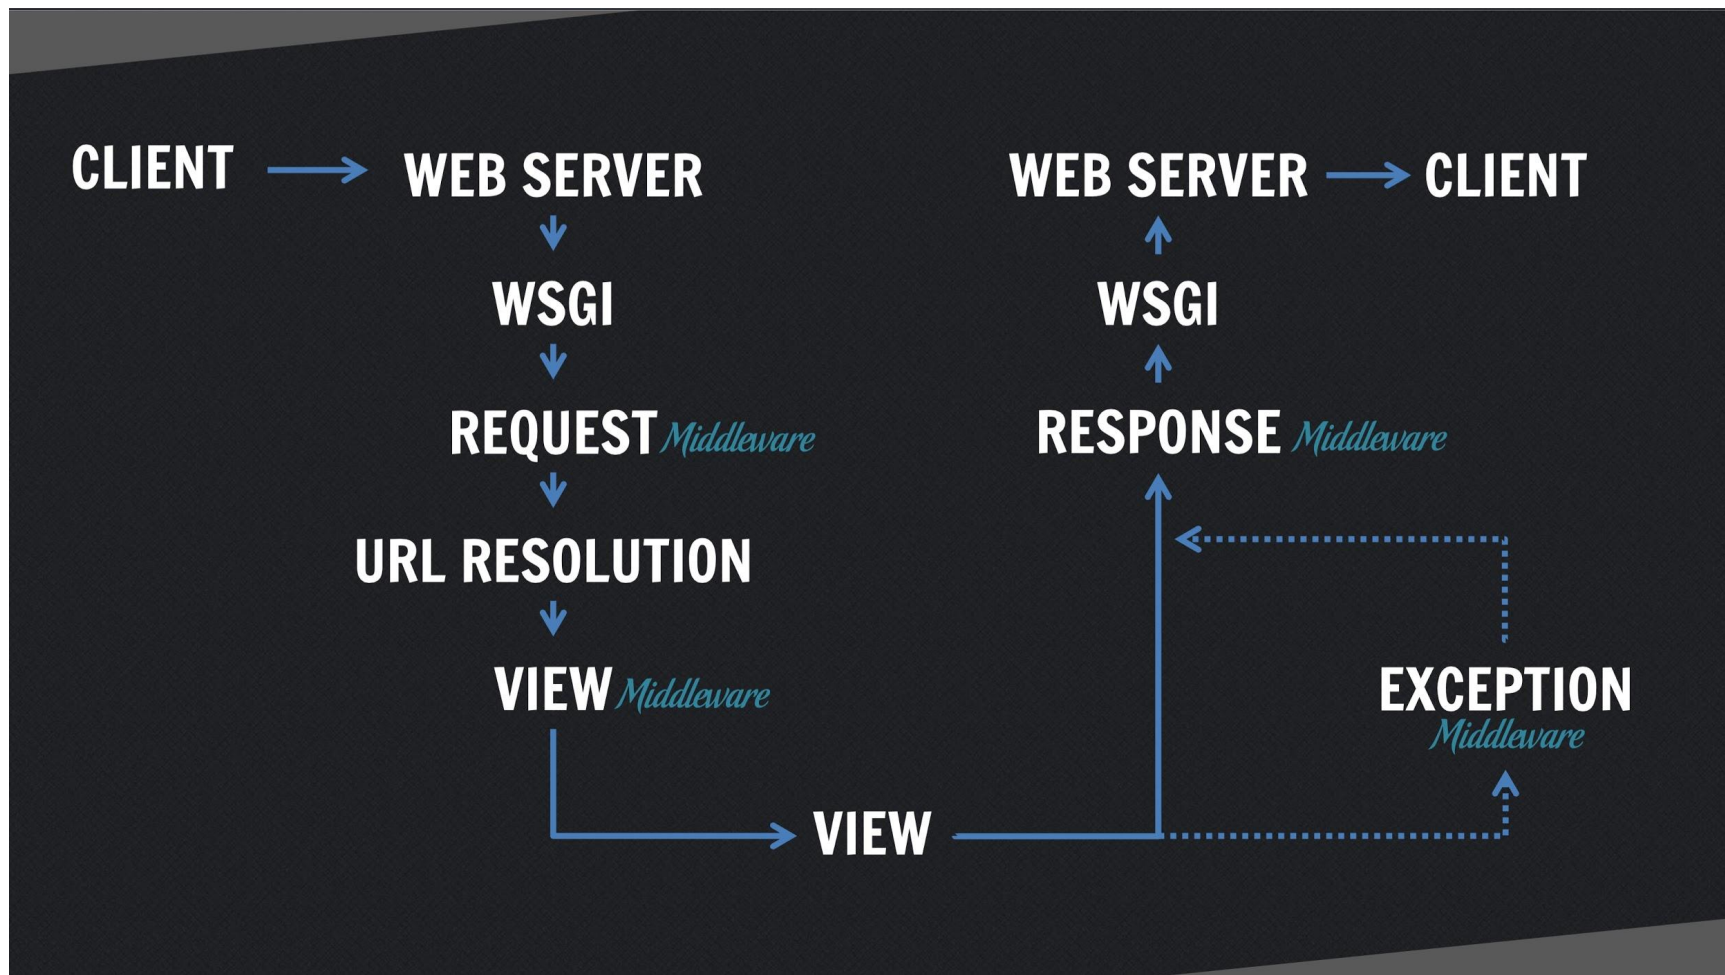 CLIENT
WEB SERVER
WSGI
REQUEST Middleware
URL RESOLUTION
VIEW Middleware
VIEW
WEB SERVER
CLIENT
WSGI
RESPONSE Middleware
EXCEPTION
Middleware